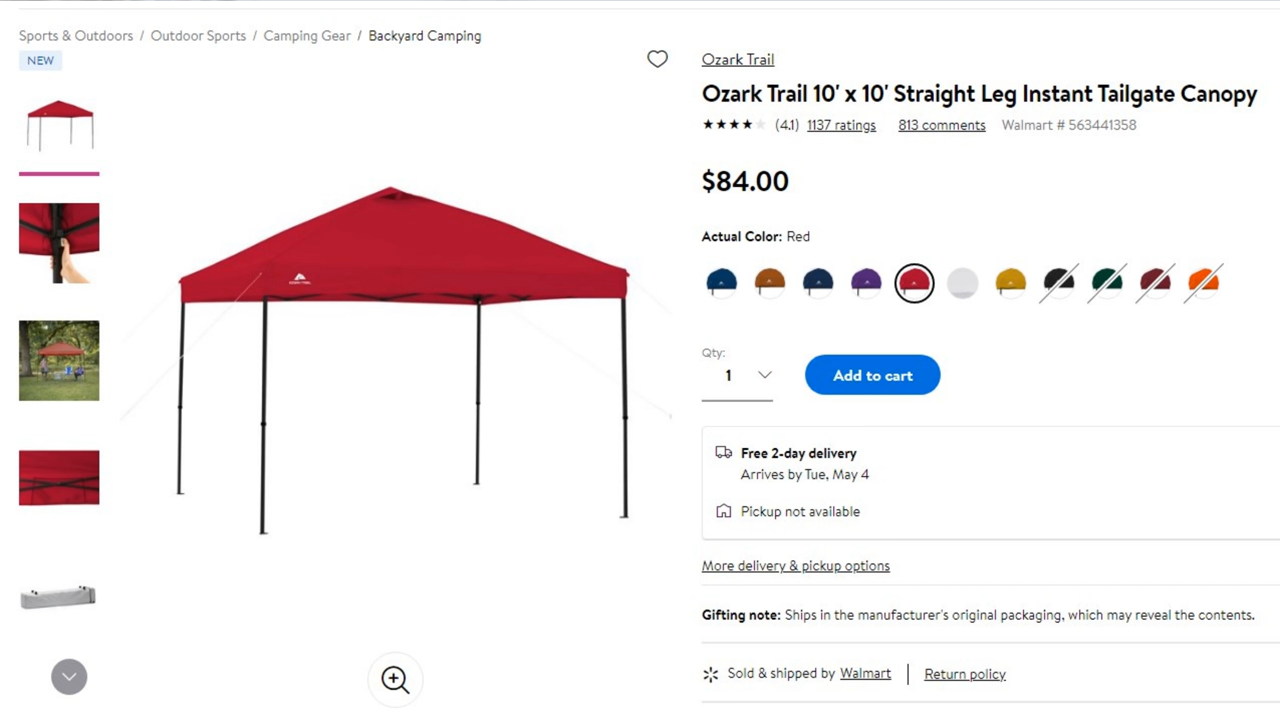 Sports & Outdoors / Outdoor Sports / Camping Gear / Backyard Camping
NEW
Ozark Trail
Ozark Trail 10' x 10' Straight Leg Instant Tailgate Canopy
(4.1) 1137 ratings 813 comments Walmart # 563441358
$84.00
Actual Color: Red
Qty:
1
Add to cart
Free 2-day delivery
Arrives by Tue, May 4
Pickup not available
More delivery & pickup options
Gifting note: Ships in the manufacturer's original packaging, which may reveal the contents.
Sold & shipped by Walmart | Return policy
OZARK TRAIL